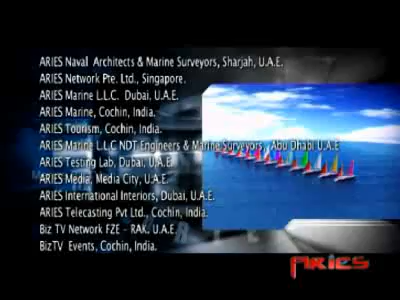 ARIES Naval Architects & Marine Surveyors, Sharjah, U.A.E.
ARIES Network Pte. Ltd., Singapore.
ARIES Marine L.L.C. Dubai, U.A.E.
ARIES Marine, Cochin, India.
ARIES Tourism, Cochin, India.
ARIES Marine L.L.C NDT Engineers & Marine Surveyors, Abu Dhabi U.A.E
ARIES Testing Lab, Dubai, U.A.E.
ARIES Media, Media City, U.A.E.
ARIES International Interiors, Dubai, U.A.E.
ARIES Telecasting Pvt Ltd., Cochin, India.
Biz TV Network FZE - RAK. U.A.E.
BizTV Events, Cochin, India.
ARIES